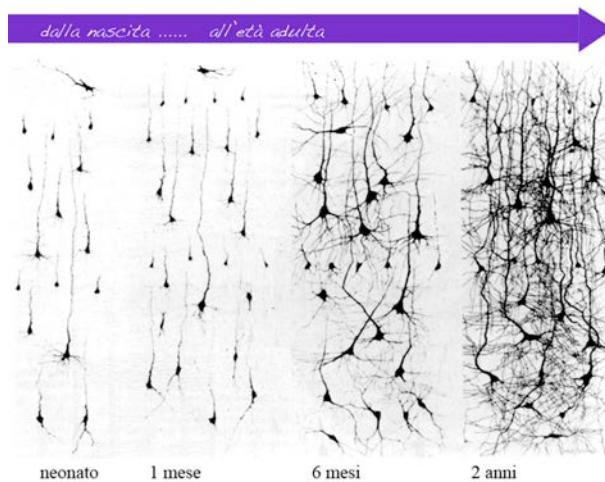 dalla nascita ...... all'età adulta
neonato 1 mese 6 mesi 2 anni